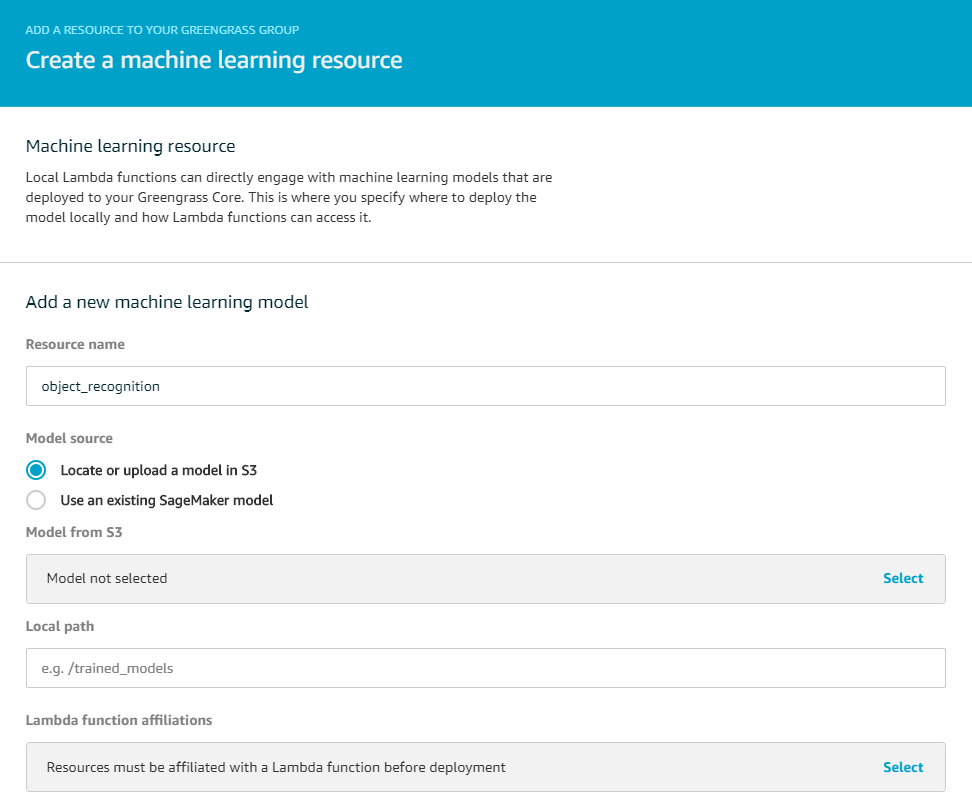 ADD A RESOURCE TO YOUR GREENGRASS GROUP
Create a machine learning resource
Machine learning resource
Local Lambda functions can directly engage with machine learning models that are
deployed to your Greengrass Core. This is where you specify where to deploy the
model locally and how Lambda functions can access it.
Add a new machine learning model
Resource name
object_recognition
Model source
Locate or upload a model in S3
Use an existing SageMaker model
Model from S3
Model not selected
Select
Local path
e.g. /trained_models
Lambda function affiliations
Resources must be affiliated with a Lambda function before deployment
Select